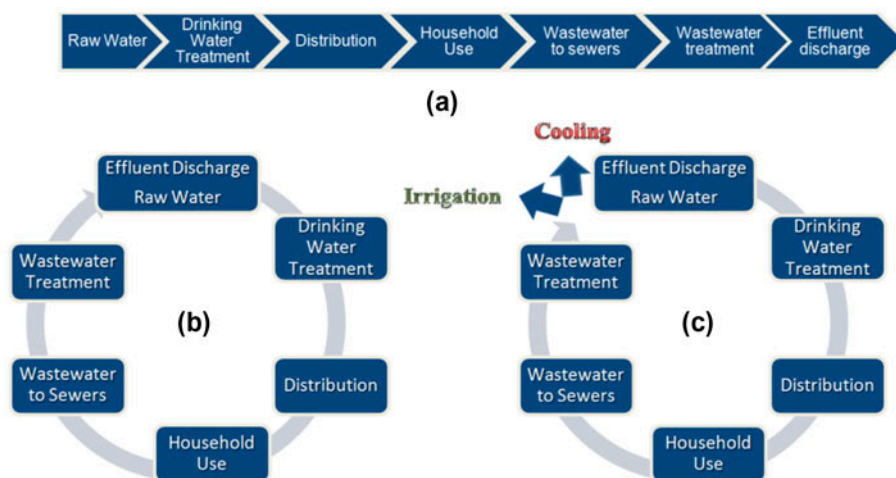 Raw Water
Drinking
Water
Treatment
Distribution
Household
Use
Wastewater
to sewers
Wastewater
treatment
Effluent
discharge
(a)
Effluent Discharge
Raw Water
Drinking
Water
Treatment
Distribution
Household
Use
Wastewater
to Sewers
Wastewater
Treatment
(b)
Cooling
Irrigation
Effluent Discharge
Raw Water
Drinking
Water
Treatment
Distribution
Household
Use
Wastewater
to Sewers
Wastewater
Treatment
(c)